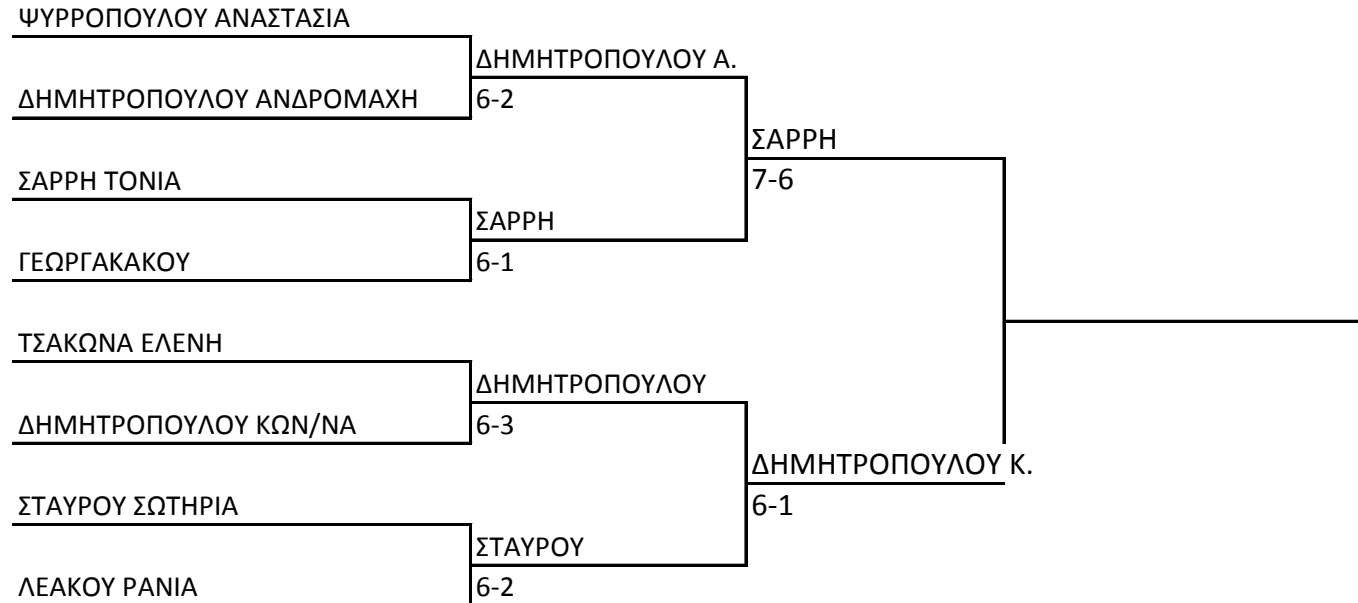 ΨΥΡΡΟΠΟΥΛΟΥ ΑΝΑΣΤΑΣΙΑ
ΔΗΜΗΤΡΟΠΟΥΛΟΥ Α.
ΔΗΜΗΤΡΟΠΟΥΛΟΥ ΑΝΔΡΟΜΑΧΗ
6-2
ΣΑΡΡΗ
7-6
ΣΑΡΡΗ ΤΟΝΙΑ
ΣΑΡΡΗ
ΓΕΩΡΓΑΚΑΚΟΥ
6-1
ΤΣΑΚΩΝΑ ΕΛΕΝΗ
ΔΗΜΗΤΡΟΠΟΥΛΟΥ
ΔΗΜΗΤΡΟΠΟΥΛΟΥ ΚΩΝ/ΝΑ
6-3
ΔΗΜΗΤΡΟΠΟΥΛΟΥ Κ.
6-1
ΣΤΑΥΡΟΥ ΣΩΤΗΡΙΑ
ΣΤΑΥΡΟΥ
ΛΕΑΚΟΥ ΡΑΝΙΑ
6-2